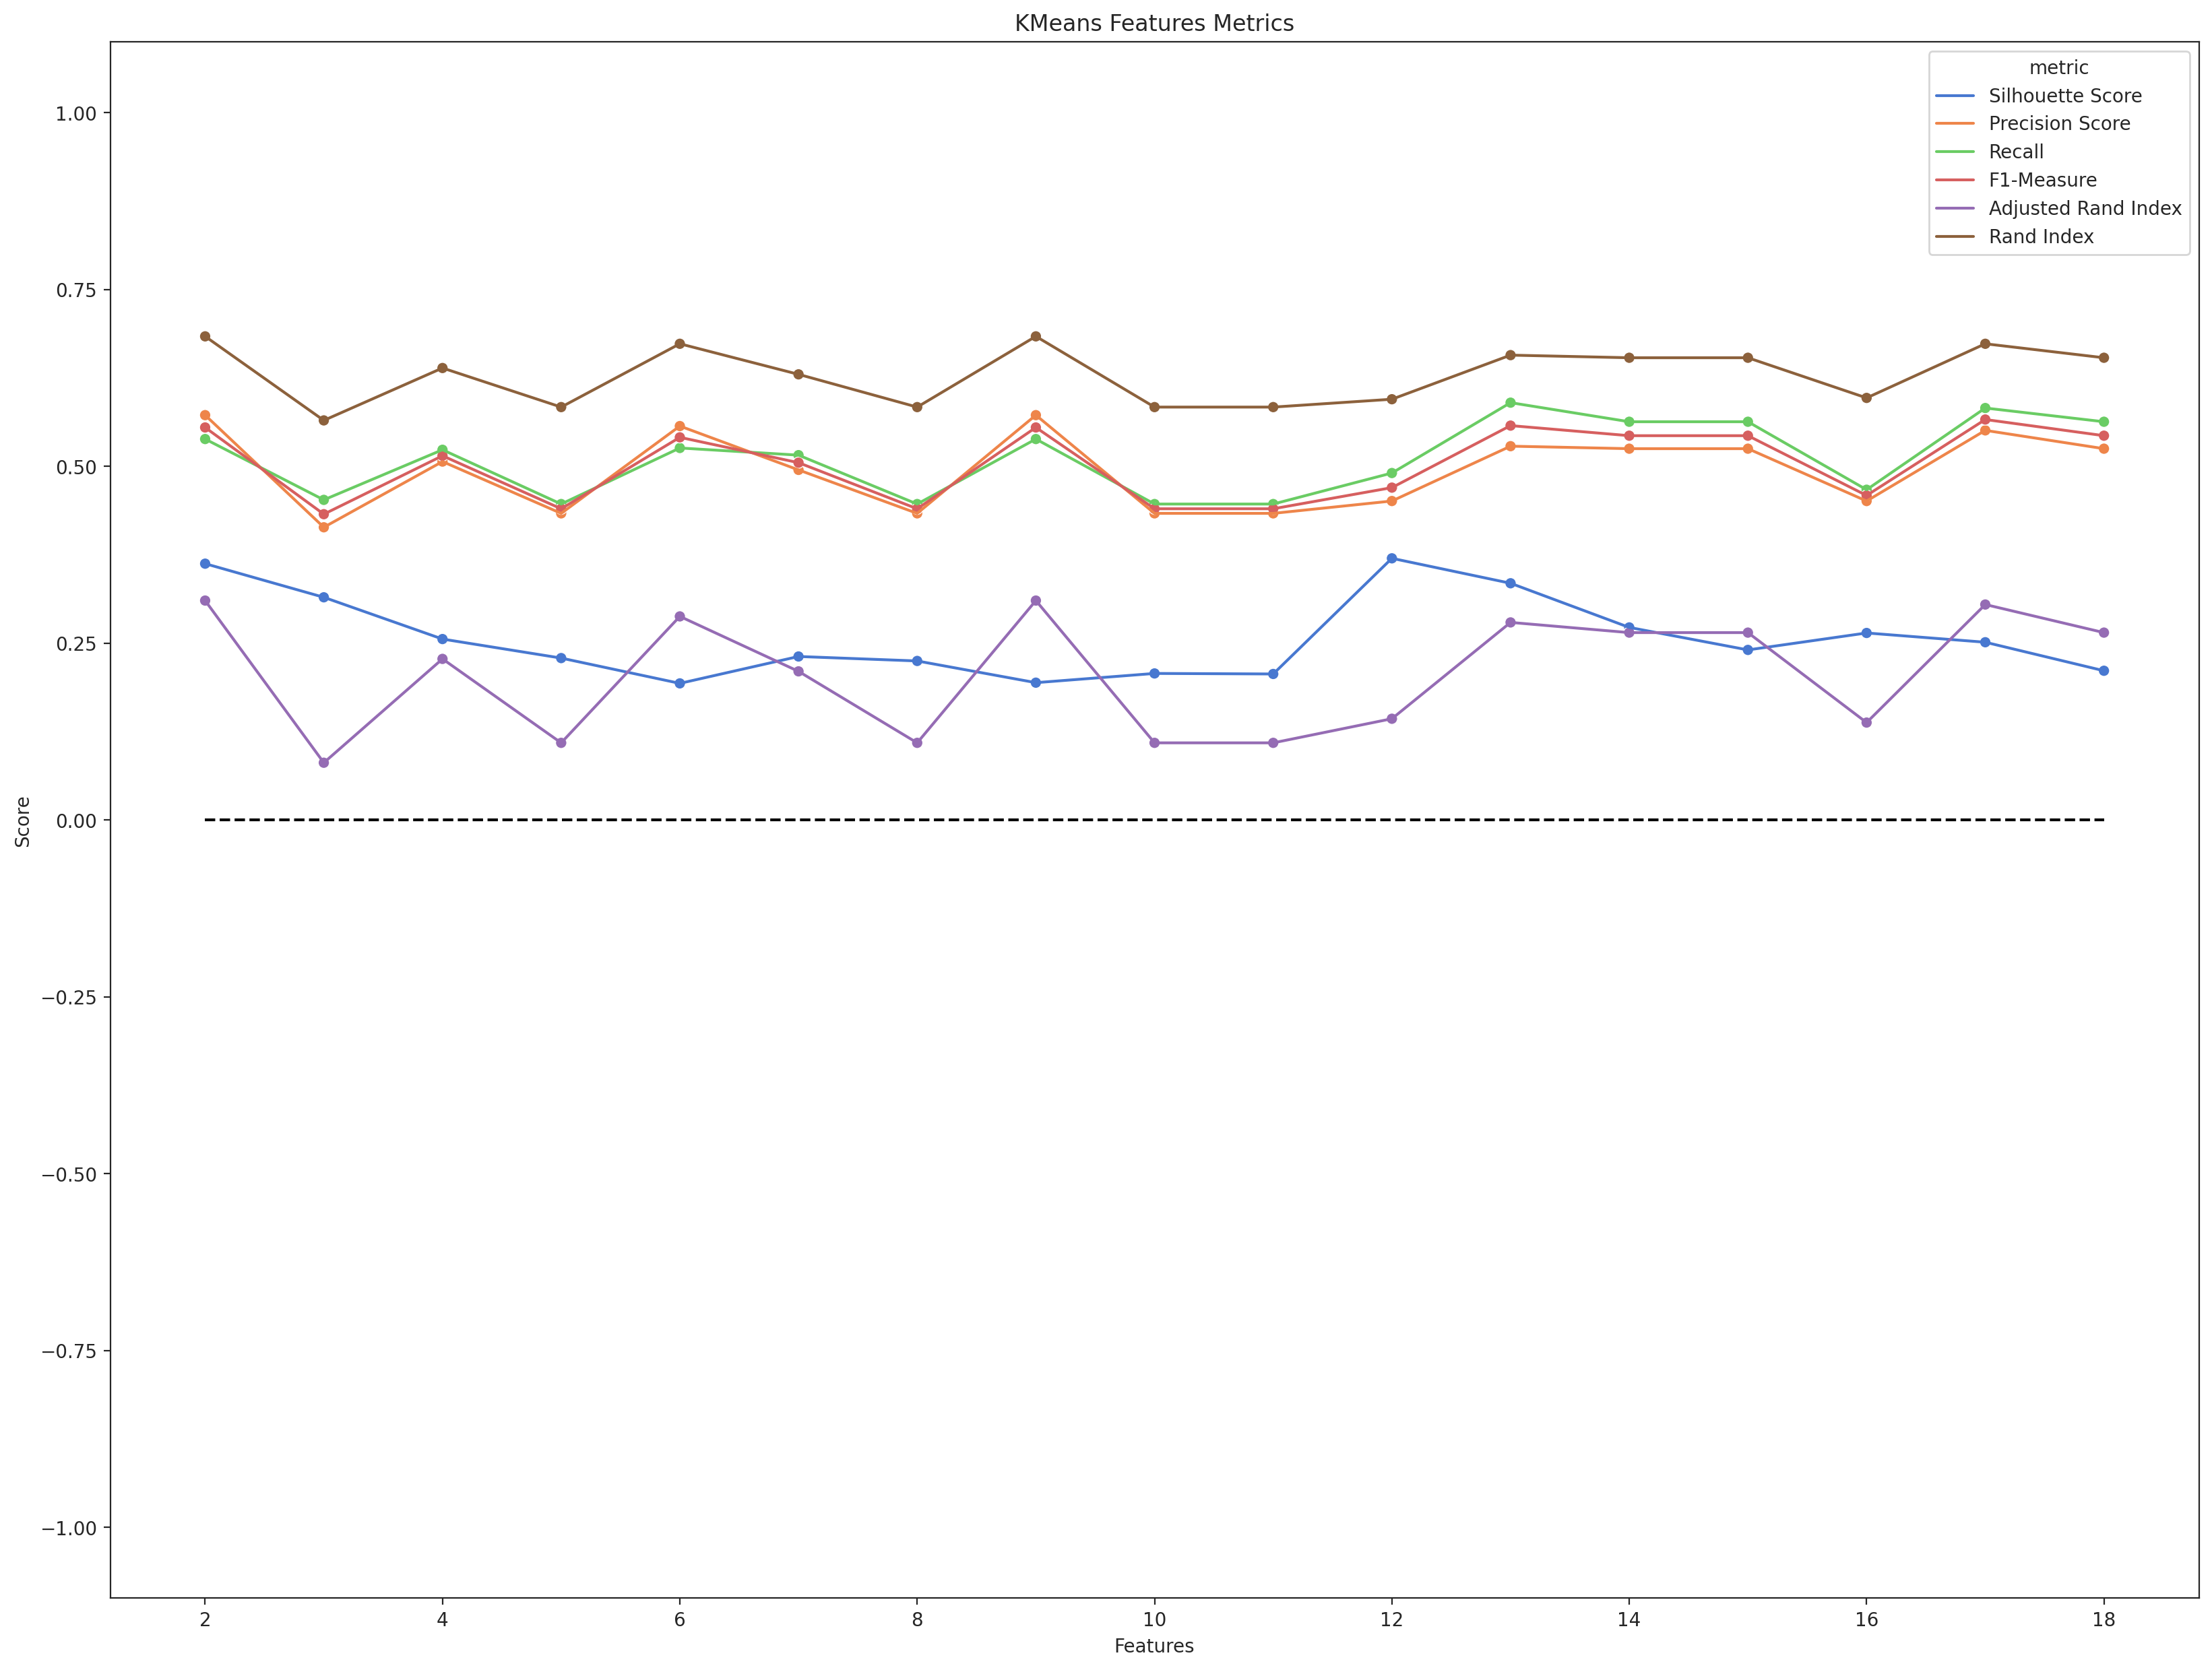 KMeans Features Metrics
metric
Silhouette Score
Precision Score
Recall
F1-Measure
Adjusted Rand Index
Rand Index
1.00
0.75
0.50
0.25
0.00
−0.25
−0.50
−0.75
−1.00
Score
2 4 6 8 10 12 14 16 18
Features